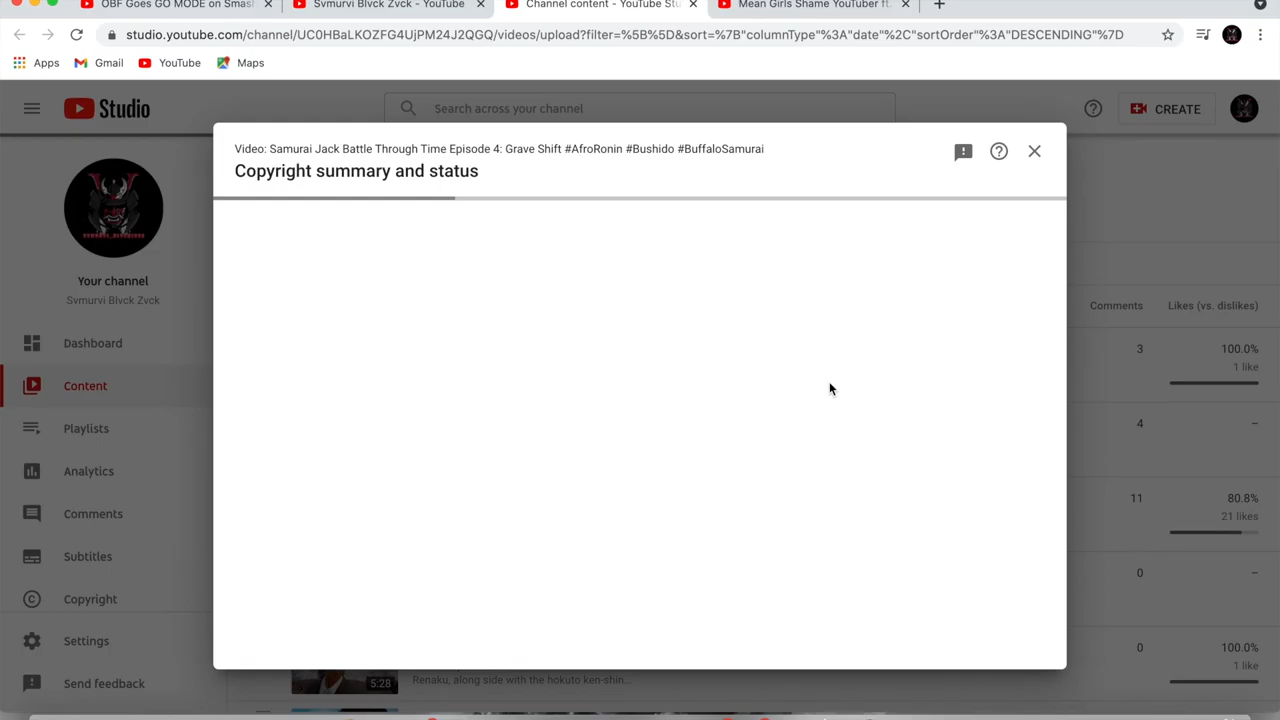 OBF Goes GO MODE on Smash
Svmurvi Blvck Zvck - YouTube
Channel content - YouTube Stu
Mean Girls Shame YouTuber ft.
studio.youtube.com/channel/UC0HBaLKOZFG4UjPM24J2QGQ/videos/upload?filter=%5B%5D&sort=%7B"columnType"%3A"date"%2C"sortOrder"%3A"DESCENDING"%7D
Apps
Gmail
YouTube
Maps
Studio
Search across your channel
CREATE
Video: Samurai Jack Battle Through Time Episode 4: Grave Shift #AfroRonin #Bushido #BuffaloSamurai
Copyright summary and status
Your channel
Svmurvi Blvck Zvck
Dashboard
Content
Playlists
Analytics
Comments
Subtitles
Copyright
Settings
Send feedback
Comments Likes (vs. dislikes)
3 100.0%
1 like
4 –
11 80.8%
21 likes
0 –
0 100.0%
1 like
5:28
Renaku, along side with the hokuto ken-shin...